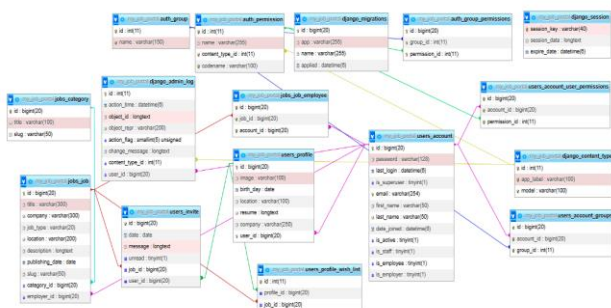 auth_group
id : int(11)
name : varchar(150)
auth_permission
id : int(11)
name : varchar(255)
content_type_id : int(11)
codename : varchar(100)
django_migrations
id : bigint(20)
app : varchar(255)
name : varchar(255)
applied : datetime(6)
auth_group_permissions
id : bigint(20)
group_id : int(11)
permission_id : int(11)
django_session
session_key : varchar(40)
session_data : longtext
expire_date : datetime(6)
jobs_category
id : bigint(20)
title : varchar(100)
slug : varchar(50)
django_admin_log
id : int(11)
action_time : datetime(6)
object_id : longtext
object_repr : varchar(200)
action_flag : smallint(5) unsigned
change_message : longtext
content_type_id : int(11)
user_id : bigint(20)
jobs_job_employee
id : bigint(20)
job_id : bigint(20)
account_id : bigint(20)
users_account_user_permissions
id : bigint(20)
account_id : bigint(20)
permission_id : int(11)
users_account
id : bigint(20)
password : varchar(128)
last_login : datetime(6)
is_superuser : tinyint(1)
email : varchar(254)
first_name : varchar(50)
last_name : varchar(50)
date_joined : datetime(6)
is_active : tinyint(1)
is_staff : tinyint(1)
is_employee : tinyint(1)
is_employer : tinyint(1)
users_profile
id : bigint(20)
image : varchar(100)
birth_day : date
location : varchar(100)
resume : longtext
company : varchar(250)
user_id : bigint(20)
django_content_type
id : int(11)
app_label : varchar(100)
model : varchar(100)
jobs_job
id : bigint(20)
title : varchar(300)
company : varchar(300)
job_type : varchar(20)
location : varchar(200)
description : longtext
publishing_date : date
slug : varchar(50)
category_id : bigint(20)
employer_id : bigint(20)
users_invite
id : bigint(20)
date : date
message : longtext
unread : tinyint(1)
job_id : bigint(20)
user_id : bigint(20)
users_account_groups
id : bigint(20)
account_id : bigint(20)
group_id : int(11)
users_profile_wish_list
id : int(11)
profile_id : bigint(20)
job_id : bigint(20)